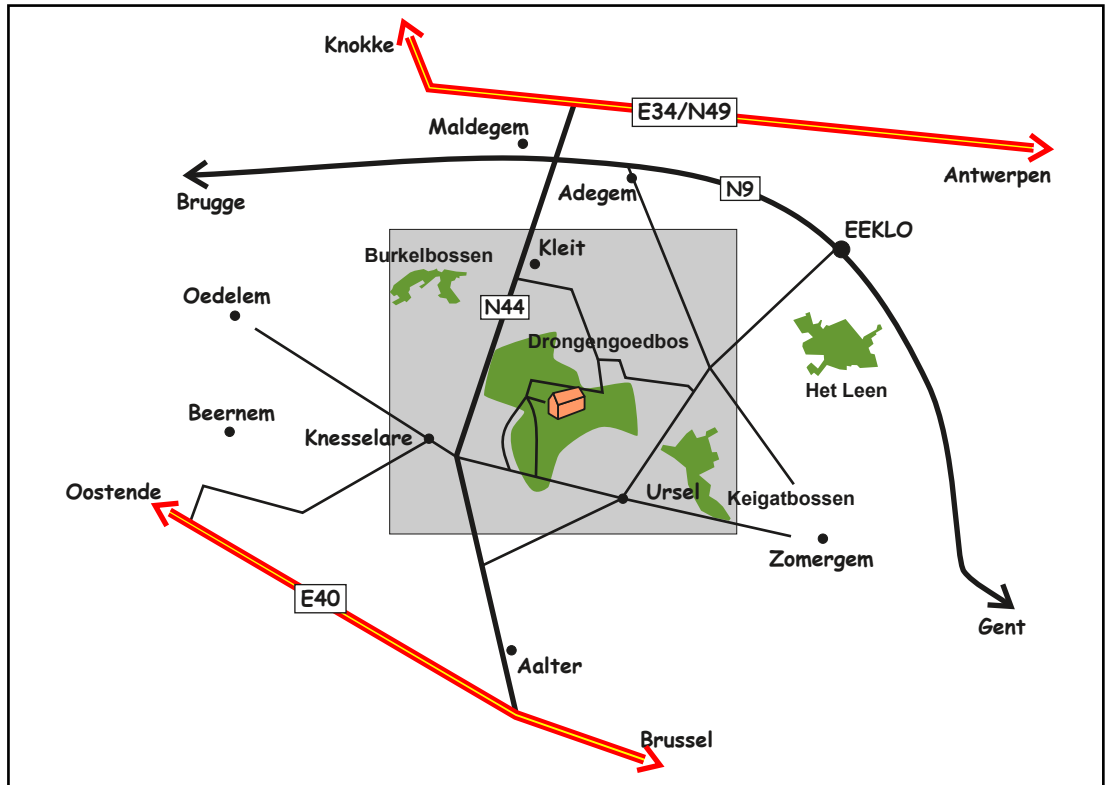 Knokke
E34/N49
Maldegem
Antwerpen
Brugge
Adegem
N9
EEKLO
Kleit
Burkelbossen
Oedelem
N44
Drongengoedbos
Het Leen
Beernem
Knesselare
Oostende
Ursel
Keigatbossen
Zomergem
E40
Gent
Aalter
Brussel